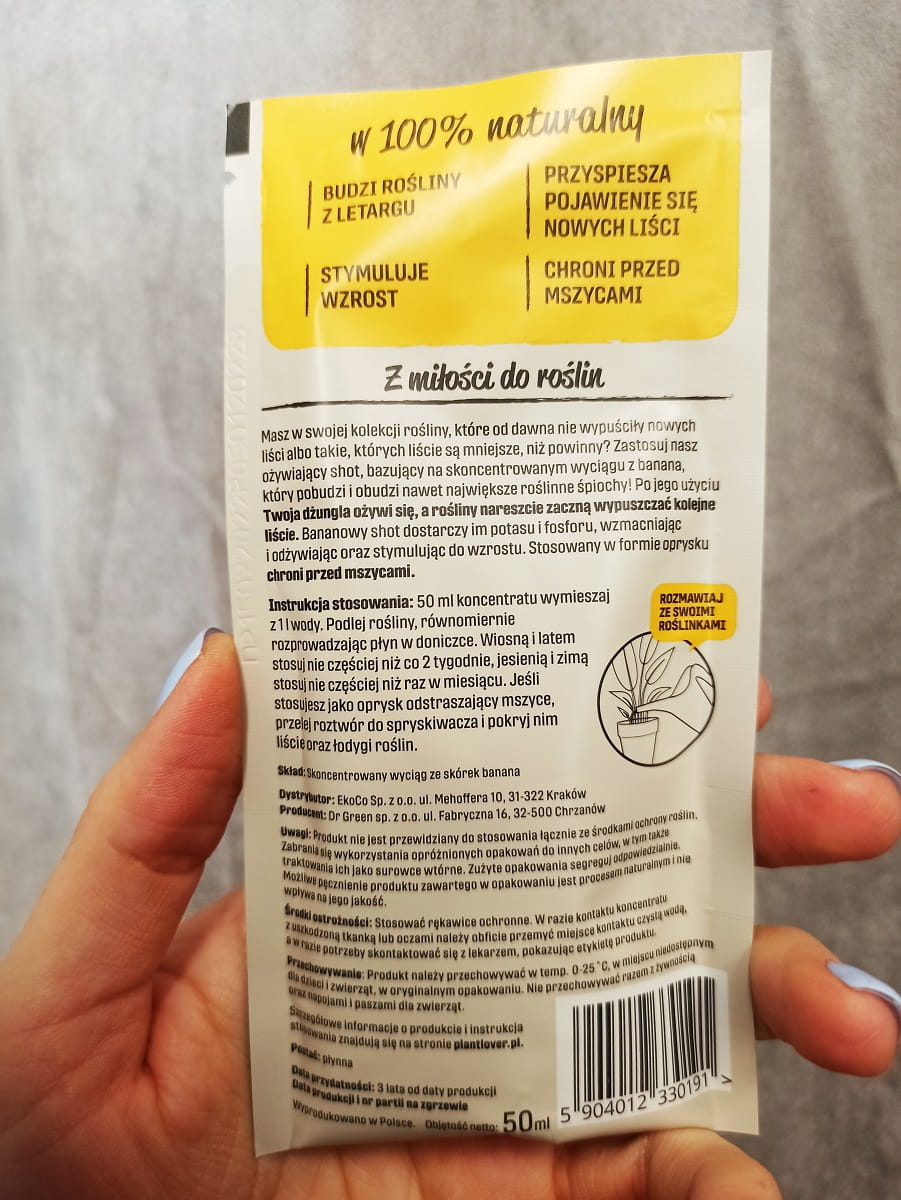 w 100% naturalny
BUDZI ROŚLINY
Z LETARGU
PRZYSPIESZA
POJAWIENIE SIĘ
NOWYCH LIŚCI
STYMULUJE
WZROST
CHRONI PRZED
MSZYCAMI
Z miłości do roślin
Masz w swojej kolekcji rośliny, które od dawna nie wypuściły nowych
liści albo takie, których liście są mniejsze, niż powinny? Zastosuj nasz
ożywiający shot, bazujący na skoncentrowanym wyciągu z banana,
który pobudzi i obudzi nawet największe roślinne śpiochy! Po jego użyciu
Twoja dżungla ożywi się, a rośliny nareszcie zaczną wypuszczać kolejne
liście. Bananowy shot dostarczy im potasu i fosforu, wzmacniając
i odżywiając oraz stymulując do wzrostu. Stosowany w formie oprysku
chroni przed mszycami.
Instrukcja stosowania: 50 ml koncentratu wymieszaj
z 1 l wody. Podlej rośliny, równomiernie
rozprowadzając płyn w doniczce. Wiosną i latem
stosuj nie częściej niż co 2 tygodnie, jesienią i zimą
stosuj nie częściej niż raz w miesiącu. Jeśli
stosujesz jako oprysk odstraszający mszyce,
przelej roztwór do spryskiwacza i pokryj nim
liście oraz łodygi roślin.
ROZMAWIAJ
ZE SWOIMI
ROŚLINKAMI
Skład: Skoncentrowany wyciąg ze skórek banana
Dystrybutor: EkoCo Sp. z o.o. ul. Mehoffera 10, 31-322 Kraków
Producent: Dr Green sp. z o.o. ul. Fabryczna 16, 32-500 Chrzanów
Uwagi: Produkt nie jest przewidziany do stosowania łącznie ze środkami ochrony roślin.
Zabrania się wykorzystania opróżnionych opakowań do innych celów, w tym także
traktowania ich jako surowce wtórne. Zużyte opakowania segreguj odpowiedzialnie.
Możliwe pęcznienie produktu zawartego w opakowaniu jest procesem naturalnym i nie
wpływa na jego jakość.
Środki ostrożności: Stosować rękawice ochronne. W razie kontaktu koncentratu
z uszkodzoną tkanką lub oczami należy obficie przemyć miejsce kontaktu czystą wodą,
a w razie potrzeby skontaktować się z lekarzem, pokazując etykietę produktu.
Przechowywanie: Produkt należy przechowywać w temp. 0-25°C, w miejscu niedostępnym
dla dzieci i zwierząt, w oryginalnym opakowaniu. Nie przechowywać razem z żywnością
oraz napojami i paszami dla zwierząt.
Szczegółowe informacje o produkcie i instrukcja
stosowania znajdują się na stronie plantlover.pl.
Postać: płynna
Data przydatności: 3 lata od daty produkcji
Data produkcji i nr partii na zgrzewie
Wyprodukowano w Polsce. Objętość netto: 50ml
5 904012 330191 >